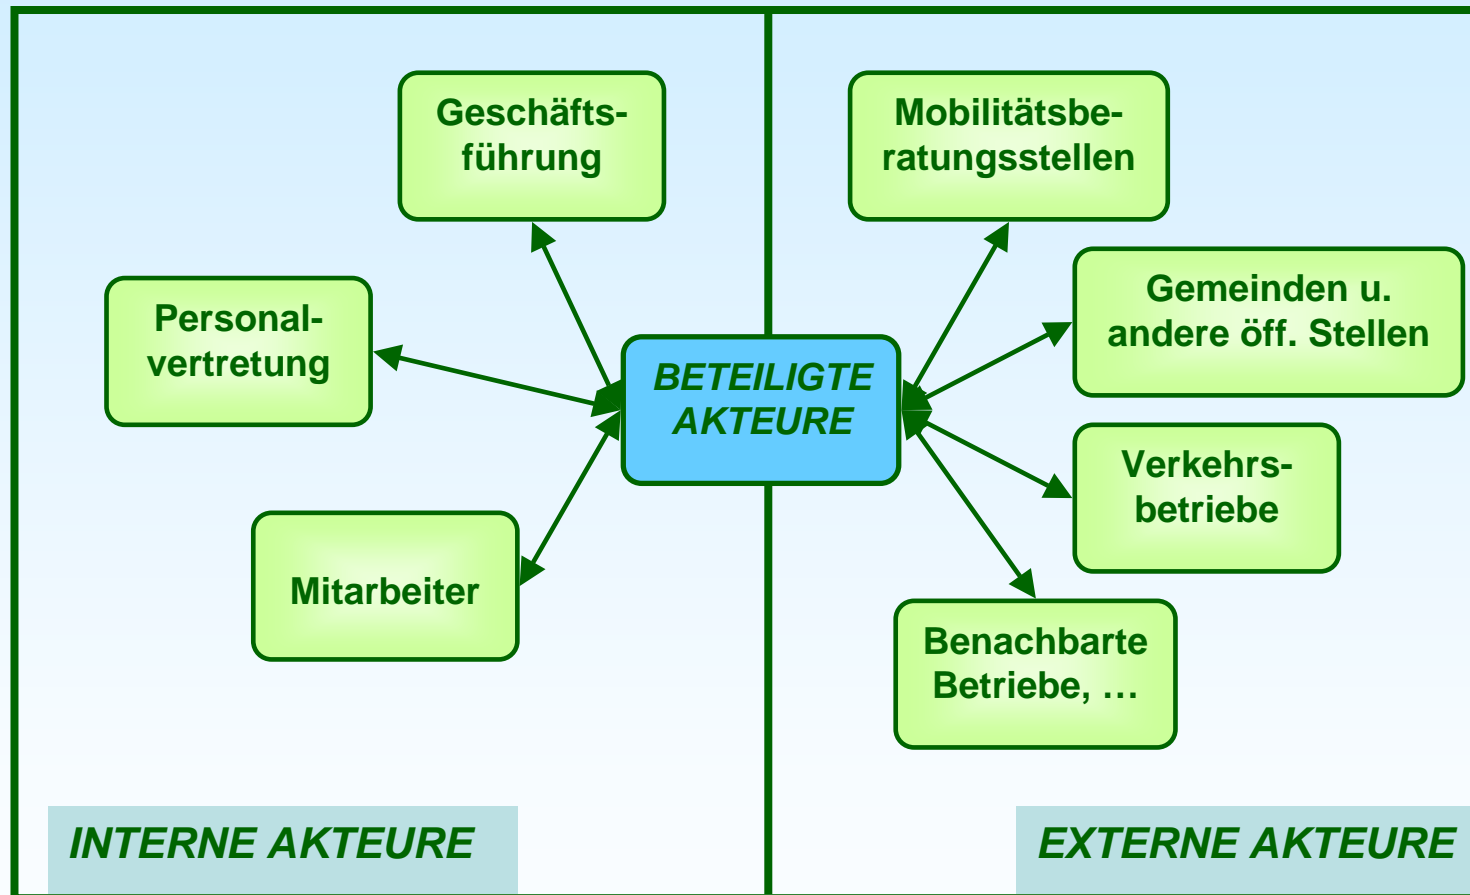 Geschäfts-
führung
Personal-
vertretung
Mitarbeiter
BETEILIGTE
AKTEURE
Mobilitätsbe-
ratungsstellen
Gemeinden u.
andere öff. Stellen
Verkehrs-
betriebe
Benachbarte
Betriebe, …
INTERNE AKTEURE
EXTERNE AKTEURE